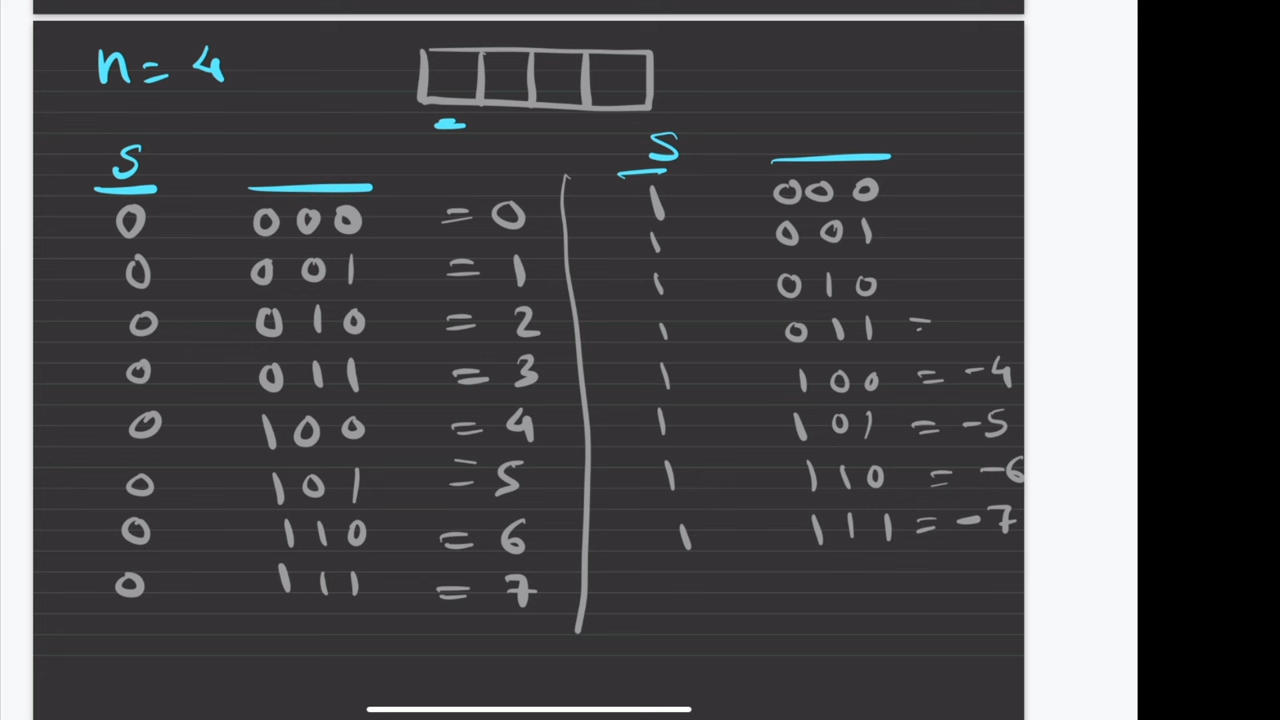 n = 4
S
0 000 = 0
0 001 = 1
0 010 = 2
0 011 = 3
0 100 = 4
0 101 = 5
0 110 = 6
0 111 = 7
S
1 000
1 001
1 010
1 011 =
1 100 = -4
1 101 = -5
1 110 = -6
1 111 = -7